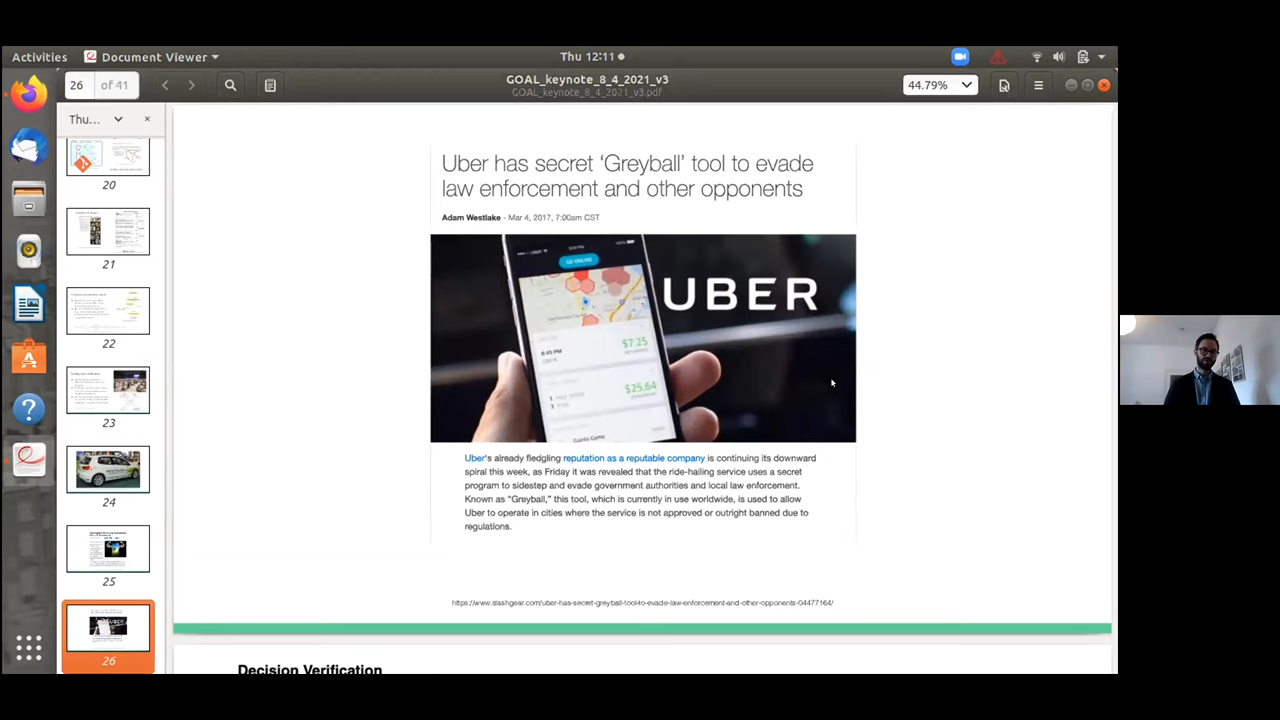 Activities
Document Viewer
Thu 12:11
26
of 41
GOAL_keynote_8_4_2021_v3
GOAL_keynote_8_4_2021_v3.pdf
44.79%
Thu...
20
21
22
23
24
25
26
Uber has secret ‘Greyball’ tool to evade
law enforcement and other opponents
Adam Westlake - Mar 4, 2017, 7:00am CST
GO ONLINE
8:45 PM
$7.25
$25.64
Giants Game
UBER
Uber's already fledgling reputation as a reputable company is continuing its downward
spiral this week, as Friday it was revealed that the ride-hailing service uses a secret
program to sidestep and evade government authorities and local law enforcement.
Known as “Greyball,” this tool, which is currently in use worldwide, is used to allow
Uber to operate in cities where the service is not approved or outright banned due to
regulations.
https://www.slashgear.com/uber-has-secret-greyball-tool-to-evade-law-enforcement-and-other-opponents-04477164/
Decision Verification